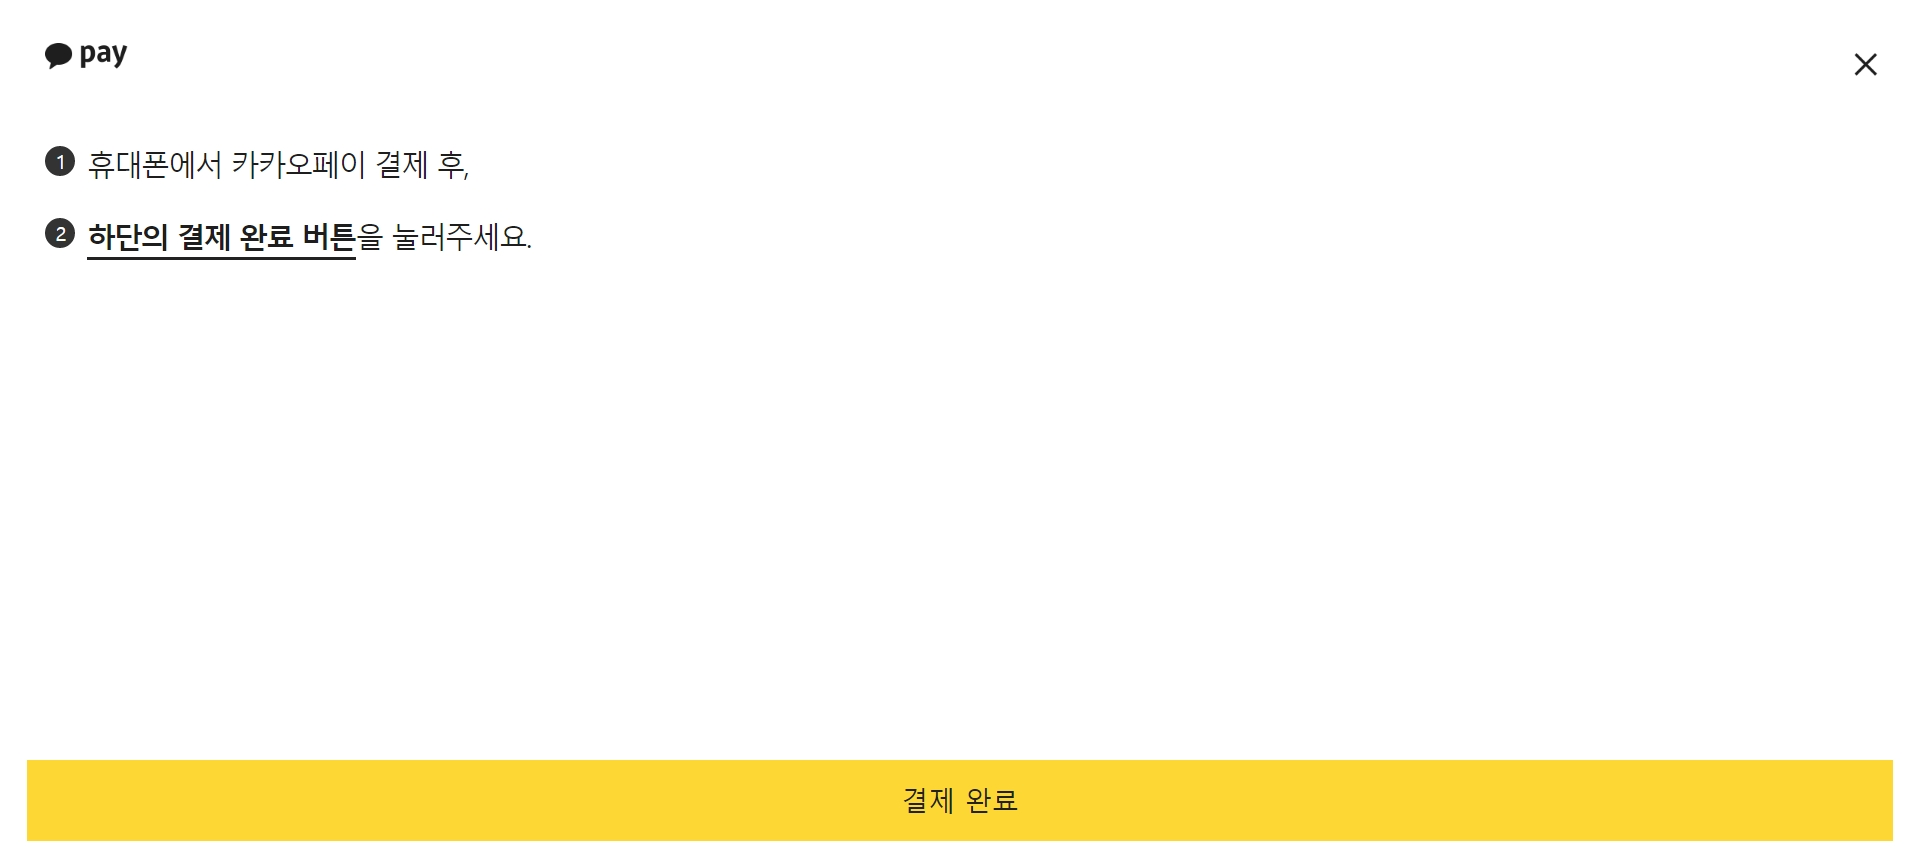 pay
1 휴대폰에서 카카오페이 결제 후,
2 하단의 결제 완료 버튼을 눌러주세요.
결제 완료